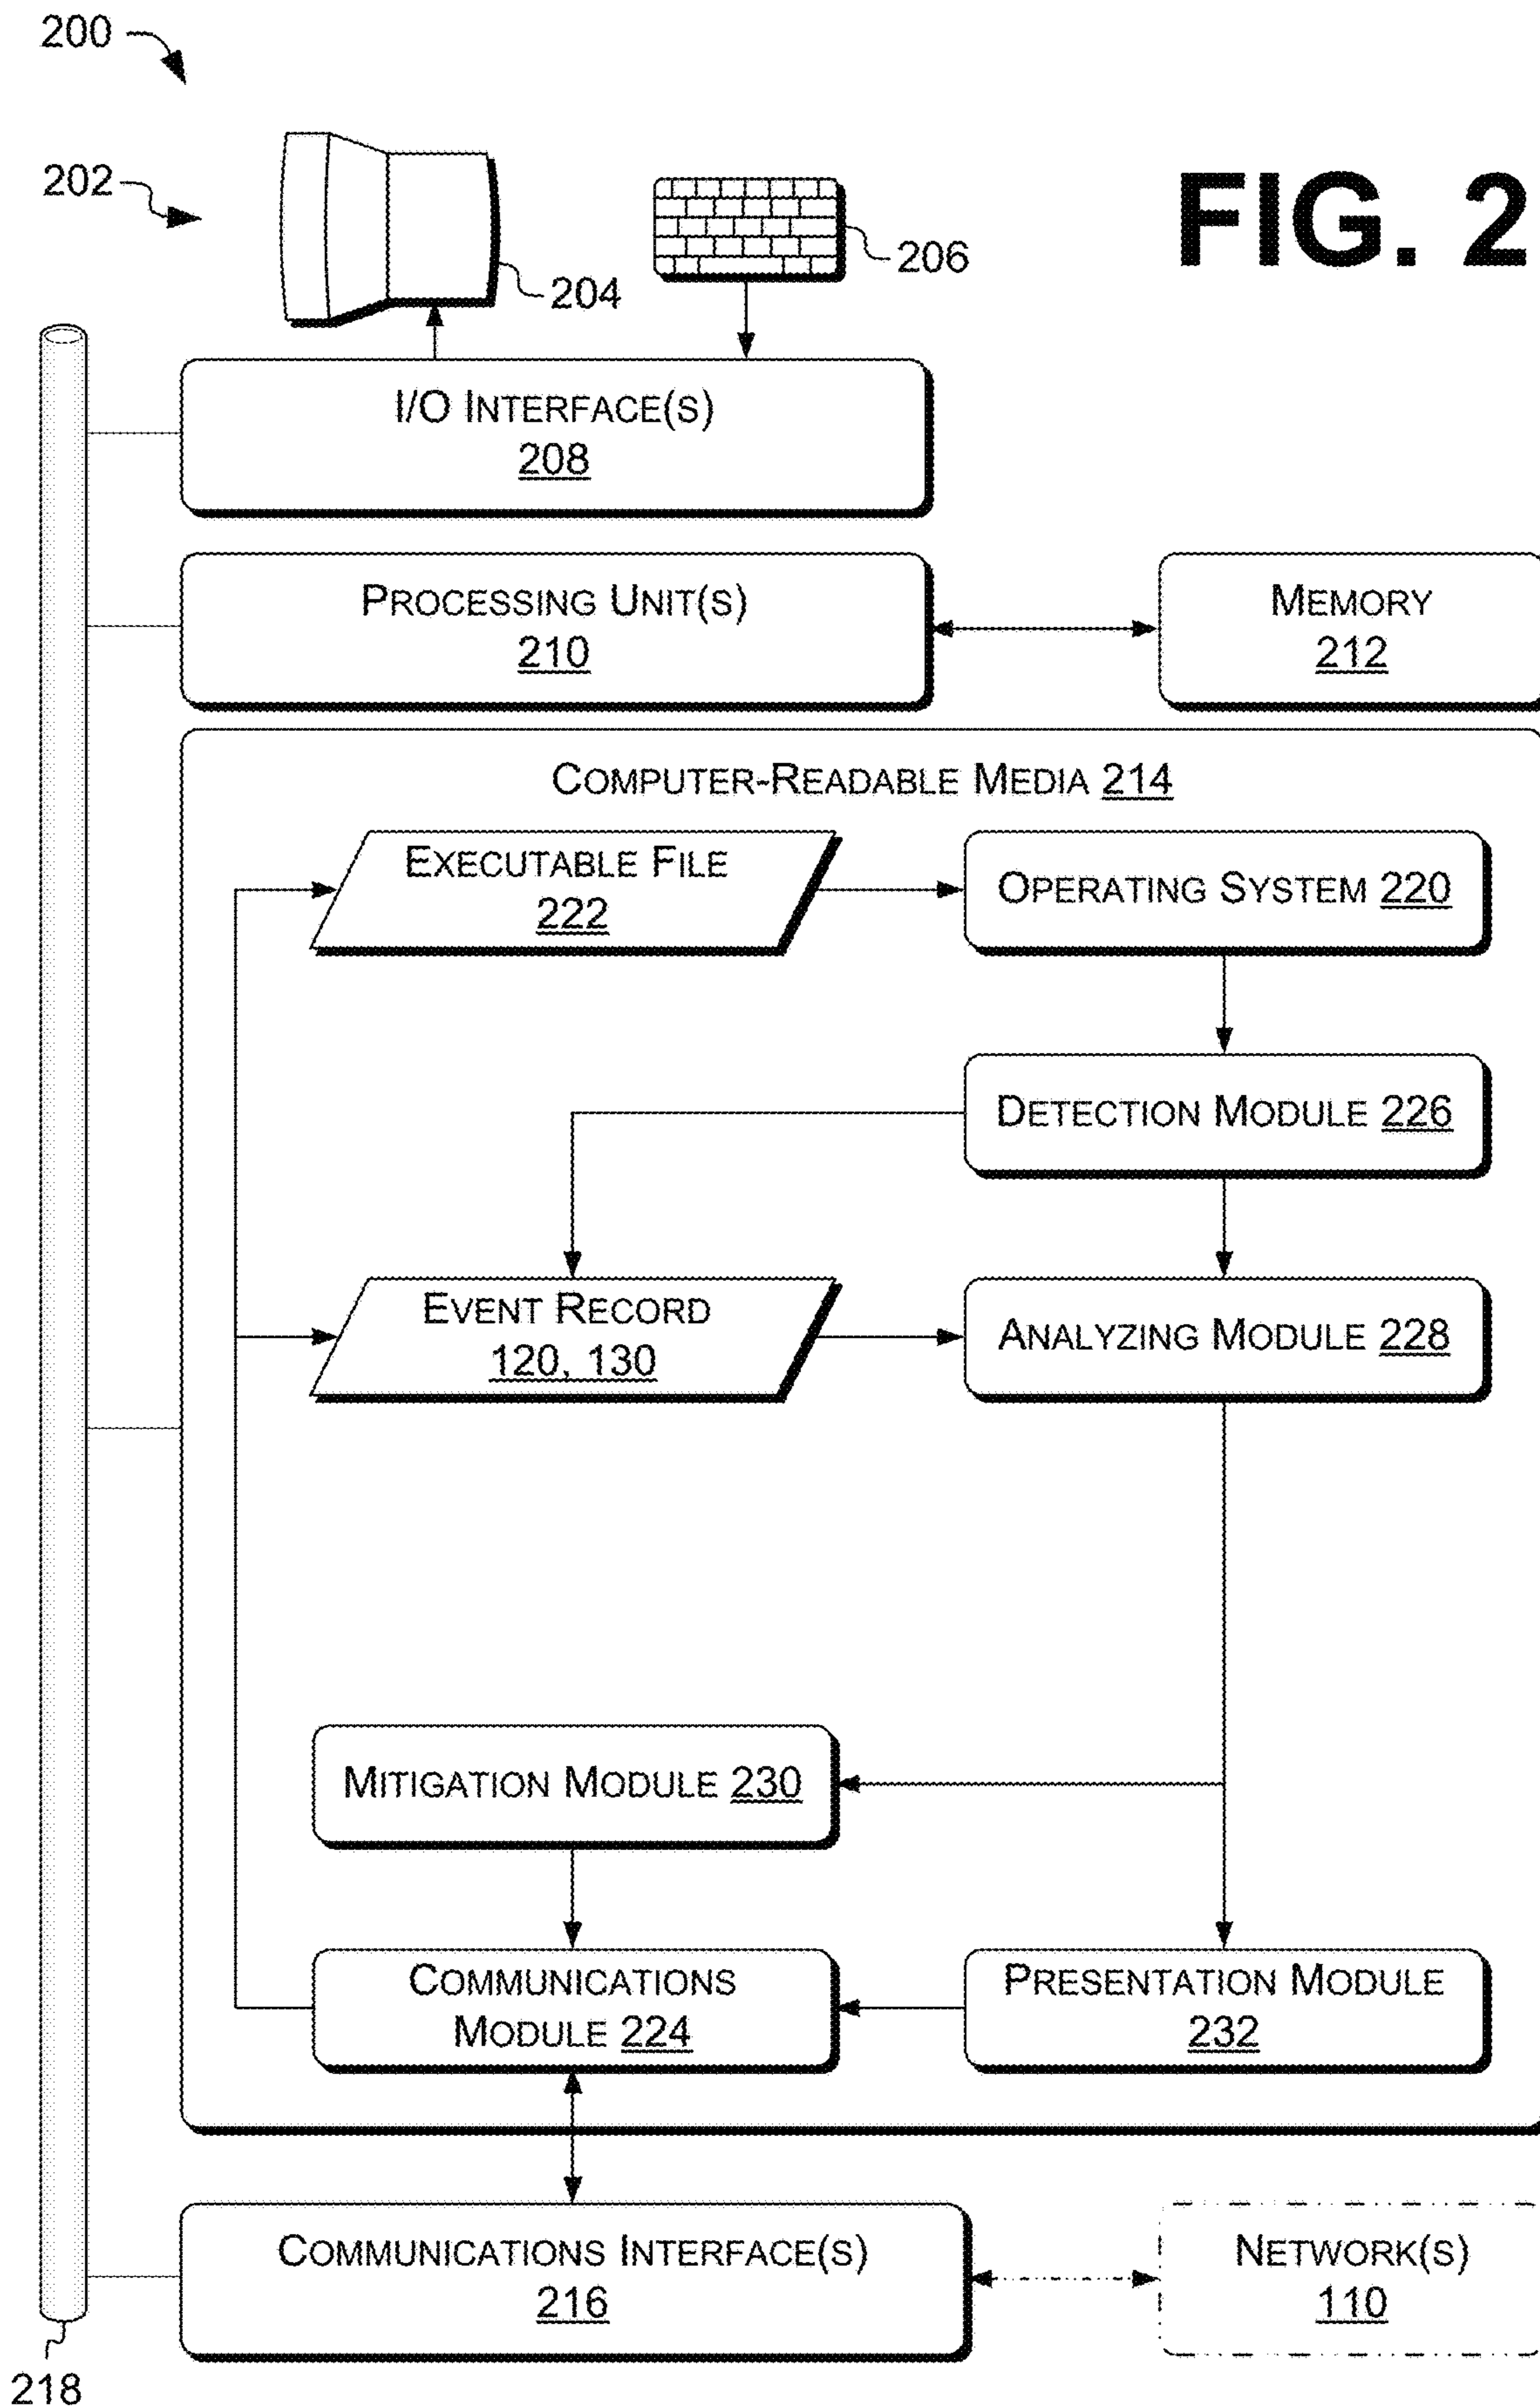 200
202
204
206
FIG. 2
I/O INTERFACE(S)
208
PROCESSING UNIT(S)
210
MEMORY
212
COMPUTER-READABLE MEDIA 214
EXECUTABLE FILE
222
OPERATING SYSTEM 220
DETECTION MODULE 226
EVENT RECORD
120, 130
ANALYZING MODULE 228
MITIGATION MODULE 230
COMMUNICATIONS
MODULE 224
PRESENTATION MODULE
232
COMMUNICATIONS INTERFACE(S)
216
NETWORK(S)
110
218